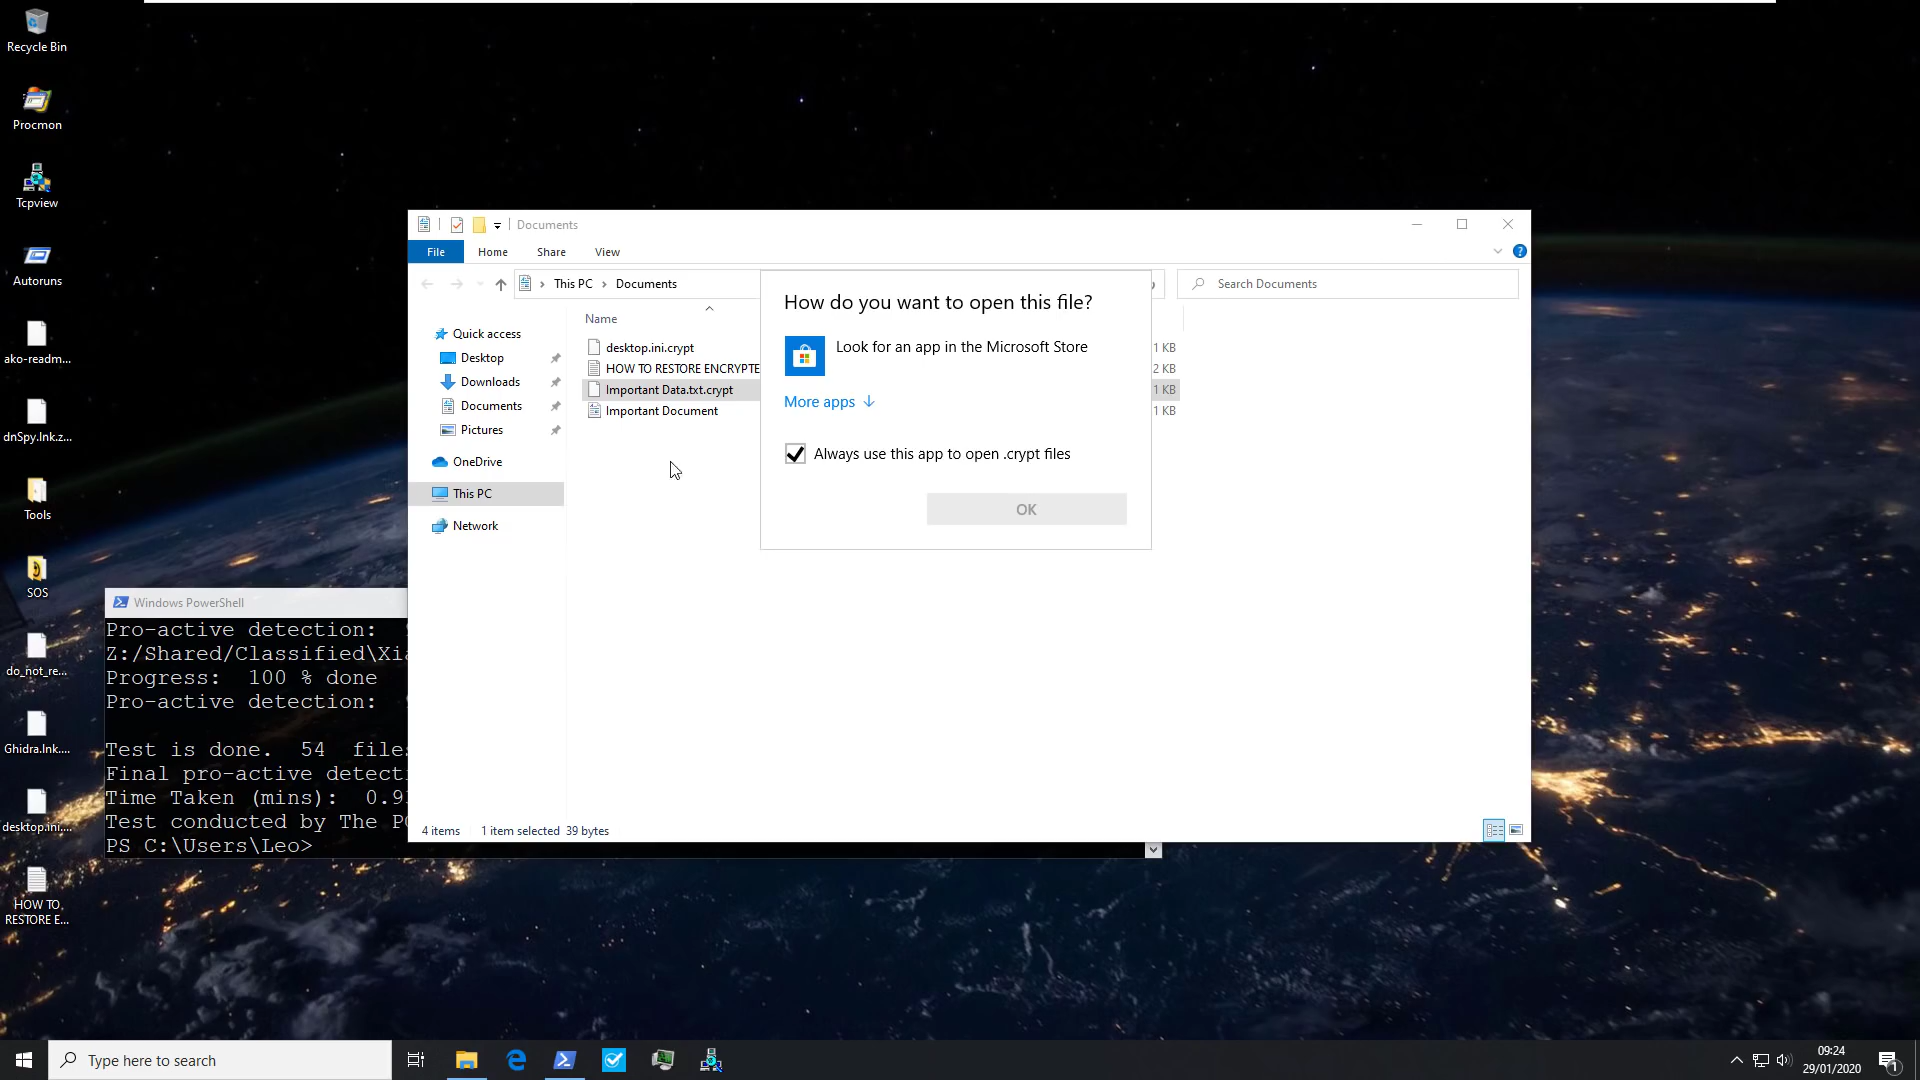 Recycle Bin
Procmon
Tcpview
Autoruns
ako-readm...
dnSpy.lnk.z...
Tools
SOS
do_not_re...
Ghidra.lnk....
desktop.ini....
HOW TO
RESTORE E...
Documents
File Home Share View
This PC > Documents
Search Documents
Quick access
Desktop
Downloads
Documents
Pictures
OneDrive
This PC
Network
Name
desktop.ini.crypt 1 KB
HOW TO RESTORE ENCRYPTE 2 KB
Important Data.txt.crypt 1 KB
Important Document 1 KB
4 items 1 item selected 39 bytes
How do you want to open this file?
Look for an app in the Microsoft Store
More apps ↓
Always use this app to open .crypt files
OK
Windows PowerShell
Pro-active detection:
Z:/Shared/Classified\Xia
Progress: 100 % done
Pro-active detection:
Test is done. 54 files
Final pro-active detecti
Time Taken (mins): 0.9
Test conducted by The P
PS C:\Users\Leo>
Type here to search
09:24
29/01/2020
1